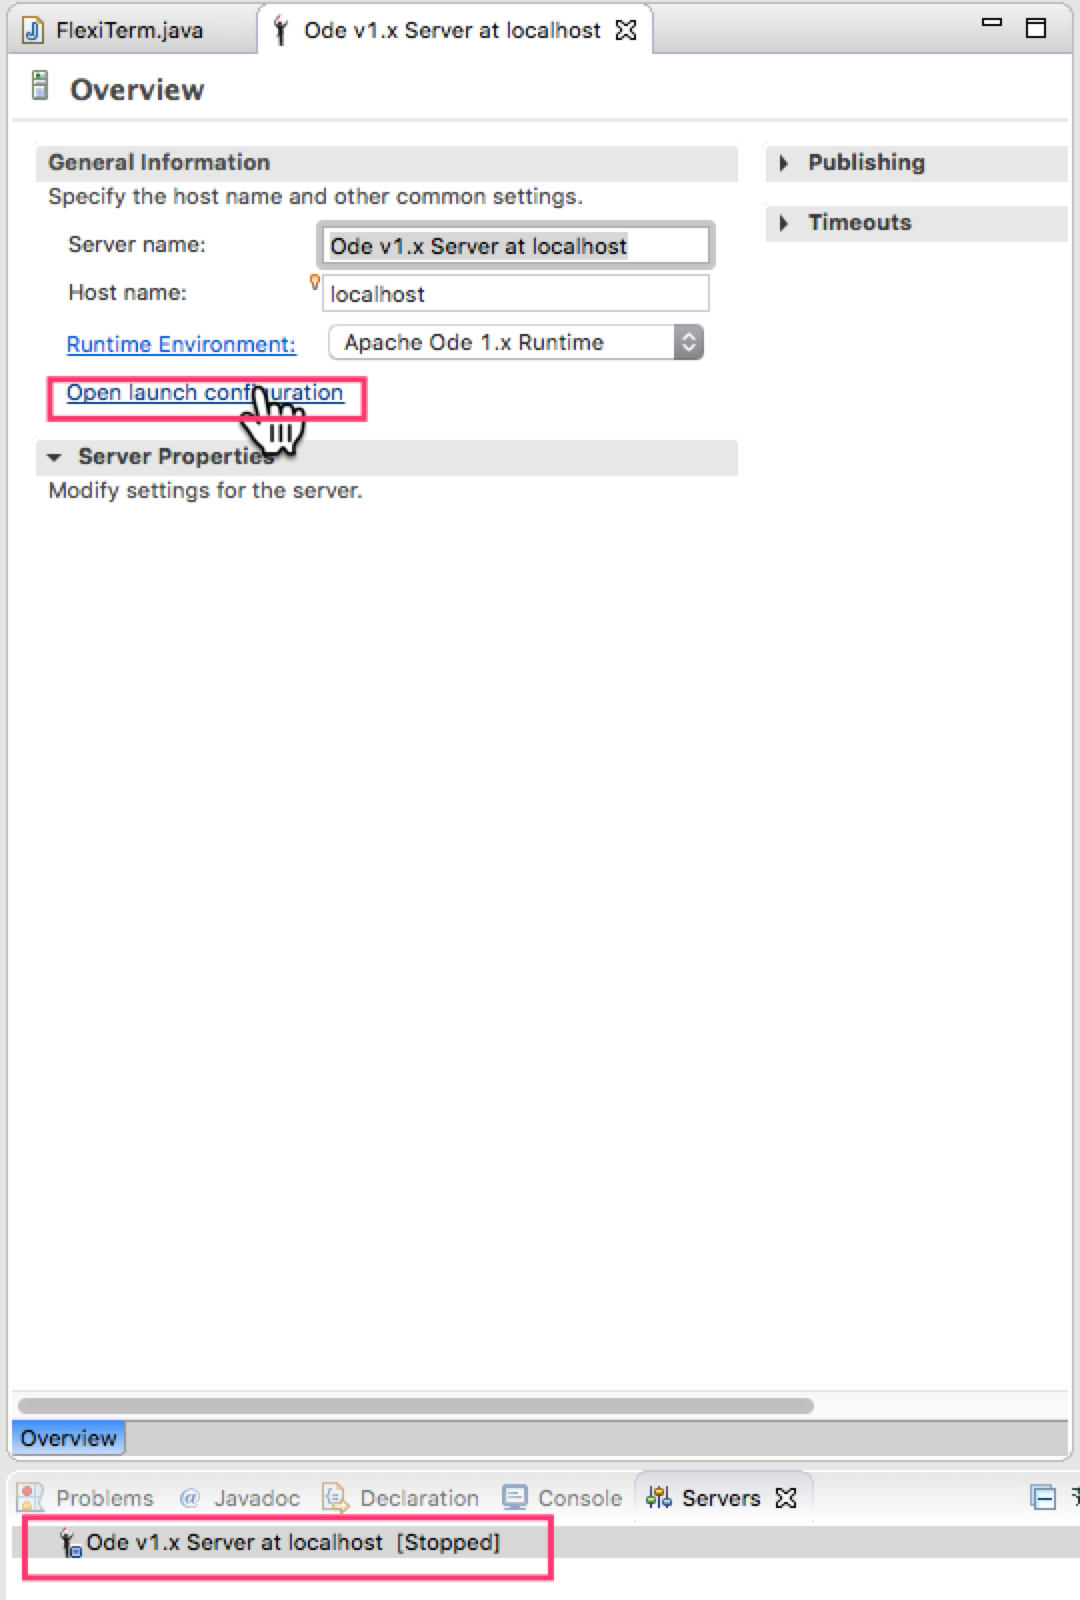 FlexiTerm.java
Ode v1.x Server at localhost
Overview
General Information
Specify the host name and other common settings.
Server name:
Ode v1.x Server at localhost
Host name:
localhost
Runtime Environment:
Apache Ode 1.x Runtime
Open launch configuration
Server Properties
Modify settings for the server.
Publishing
Timeouts
Overview
Problems
@ Javadoc
Declaration
Console
Servers
Ode v1.x Server at localhost [Stopped]